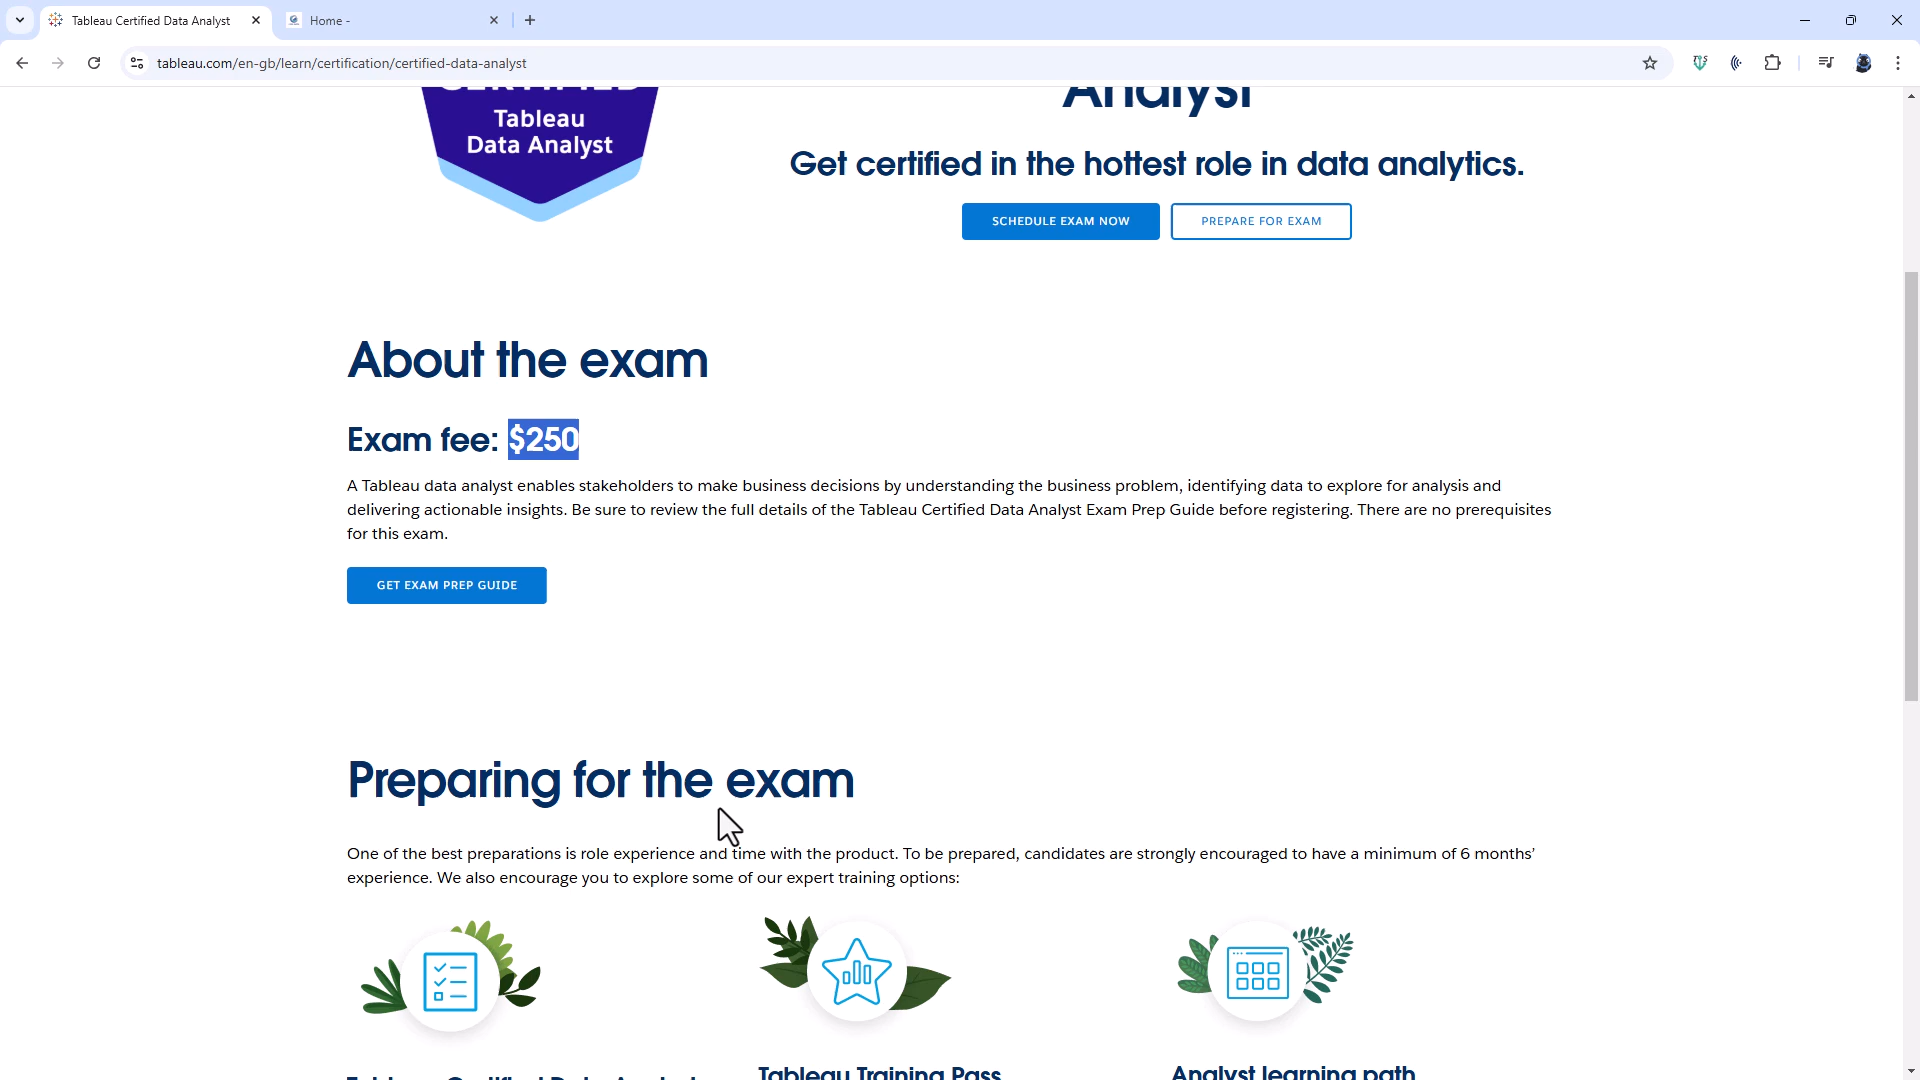 Tableau Certified Data Analyst
Home -
tableau.com/en-gb/learn/certification/certified-data-analyst
CERTIFIED
Tableau
Data Analyst
Analyst
Get certified in the hottest role in data analytics.
SCHEDULE EXAM NOW
PREPARE FOR EXAM
About the exam
Exam fee: $250
A Tableau data analyst enables stakeholders to make business decisions by understanding the business problem, identifying data to explore for analysis and
delivering actionable insights. Be sure to review the full details of the Tableau Certified Data Analyst Exam Prep Guide before registering. There are no prerequisites
for this exam.
GET EXAM PREP GUIDE
Preparing for the exam
One of the best preparations is role experience and time with the product. To be prepared, candidates are strongly encouraged to have a minimum of 6 months’
experience. We also encourage you to explore some of our expert training options:
Tableau Certified Data Analyst
Tableau Training Pass
Analyst learning path